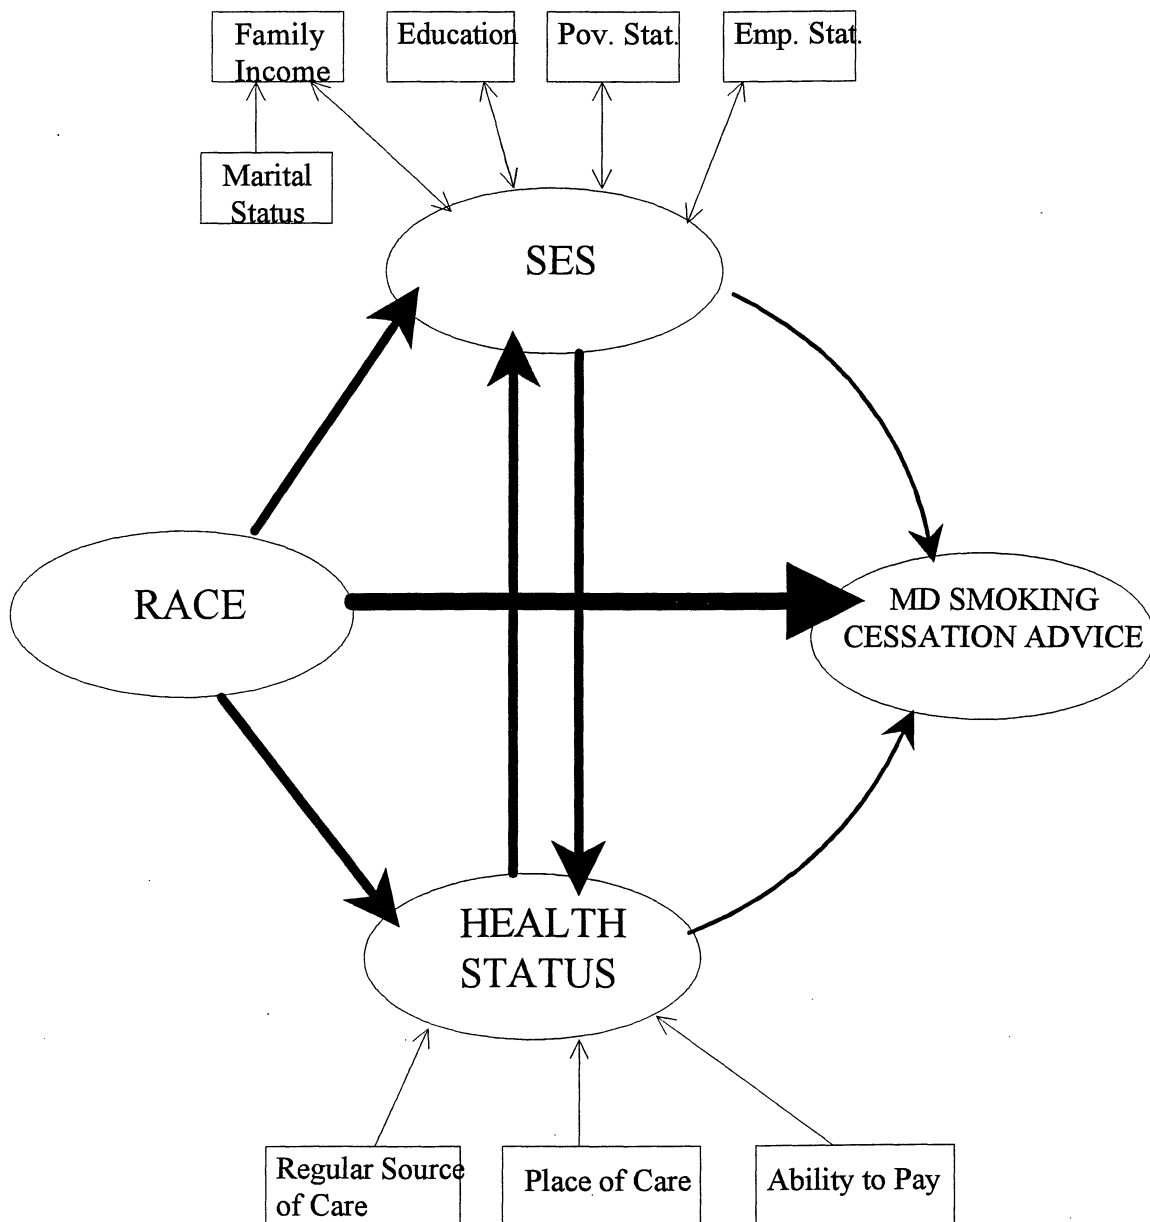 Family
Income
Education
Pov. Stat.
Emp. Stat.
Marital
Status
SES
RACE
MD SMOKING
CESSATION ADVICE
HEALTH
STATUS
Regular Source
of Care
Place of Care
Ability to Pay